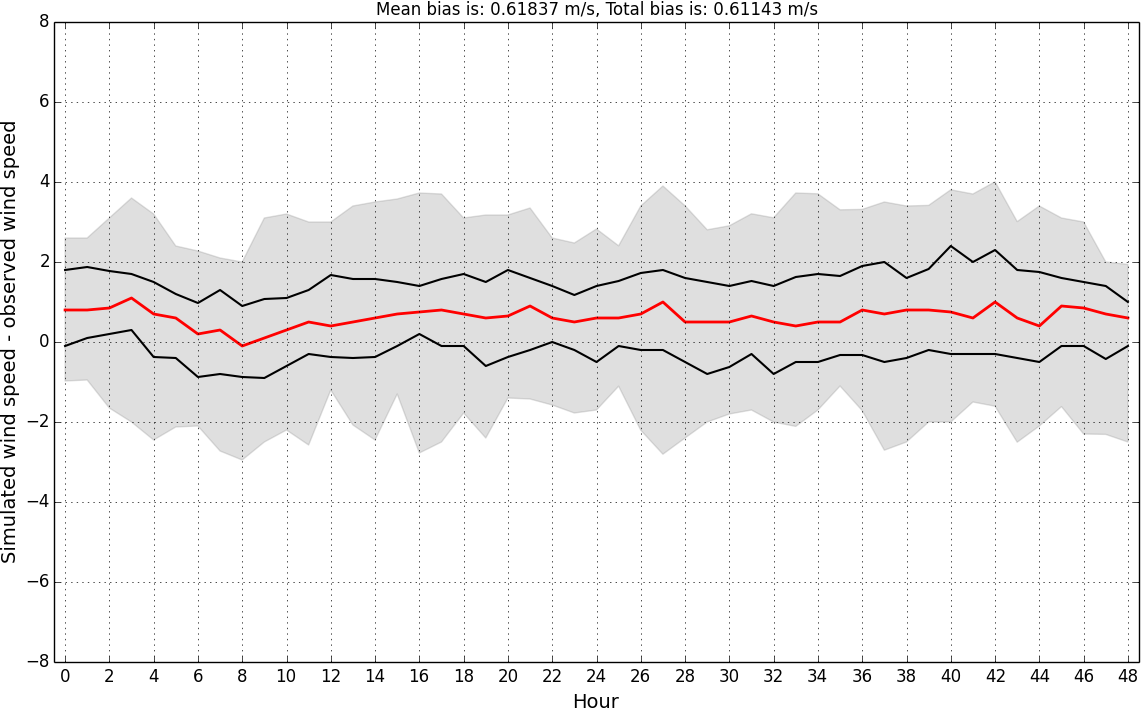 Mean bias is: 0.61837 m/s, Total bias is: 0.61143 m/s
Simulated wind speed - observed wind speed
8
6
4
2
0
−2
−4
−6
−8
0 2 4 6 8 10 12 14 16 18 20 22 24 26 28 30 32 34 36 38 40 42 44 46 48
Hour